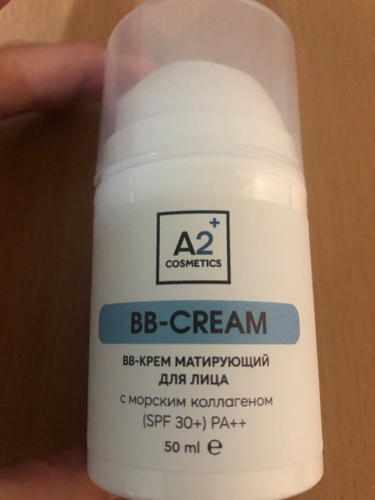 A2+
COSMETICS
BB-CREAM
BB-КРЕМ МАТИРУЮЩИЙ
ДЛЯ ЛИЦА
с морским коллагеном
(SPF 30+) PA++
50 ml ℮